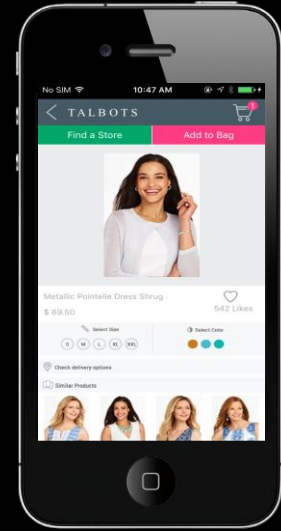 No SIM 10:47 AM
TALBOTS 1
Find a Store Add to Bag
Metallic Pointelle Dress Shrug
$ 69.50 542 Likes
Select Size Select Color
S M L XL XXL
Check delivery options
Similar Products